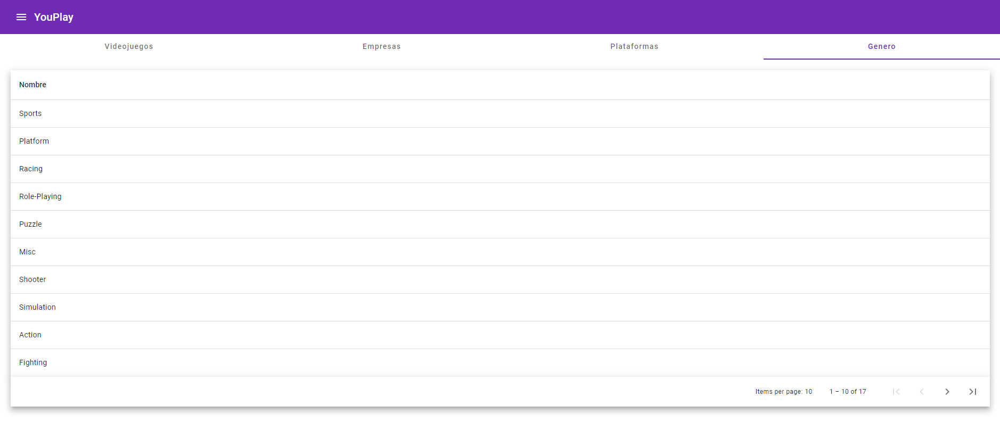 YouPlay
Videojuegos Empresas Plataformas Genero
Nombre
Sports
Platform
Racing
Role-Playing
Puzzle
Misc
Shooter
Simulation
Action
Fighting
Items per page: 10 1 – 10 of 17